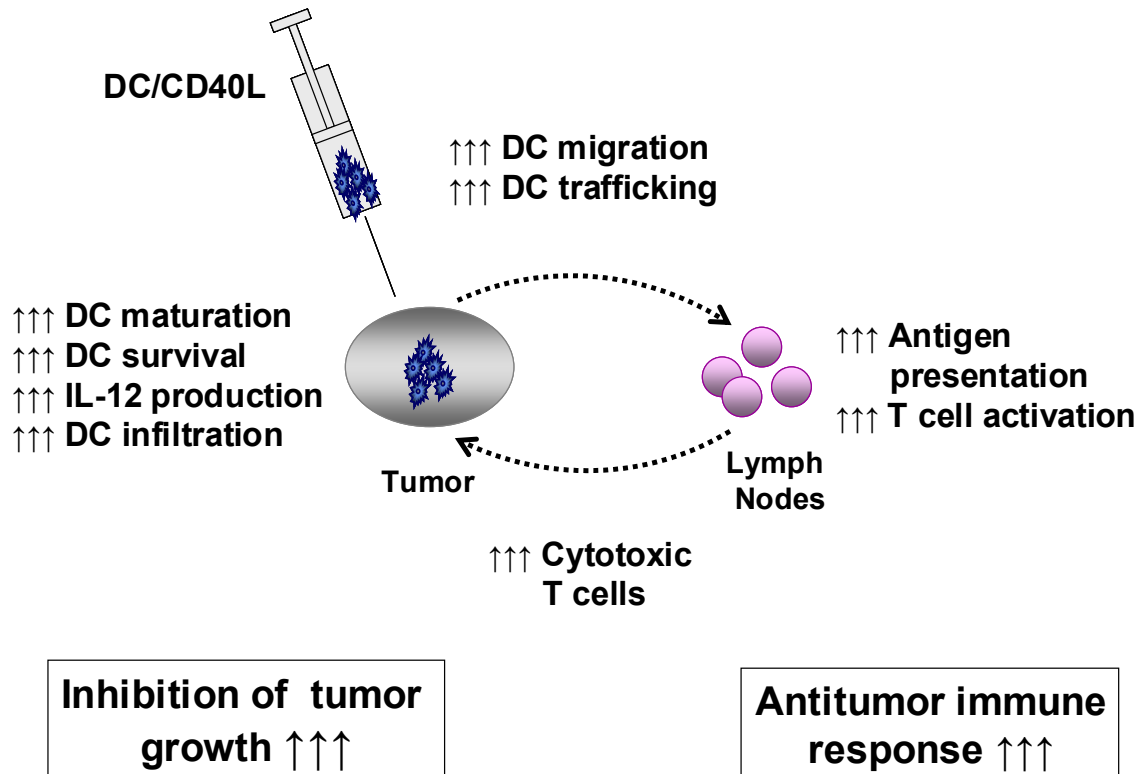 DC/CD40L
↑↑↑ DC migration
↑↑↑ DC trafficking
↑↑↑ DC maturation
↑↑↑ DC survival
↑↑↑ IL-12 production
↑↑↑ DC infiltration
↑↑↑ Antigen
presentation
↑↑↑ T cell activation
Tumor
Lymph
Nodes
↑↑↑ Cytotoxic
T cells
Inhibition of tumor
growth ↑↑↑
Antitumor immune
response ↑↑↑